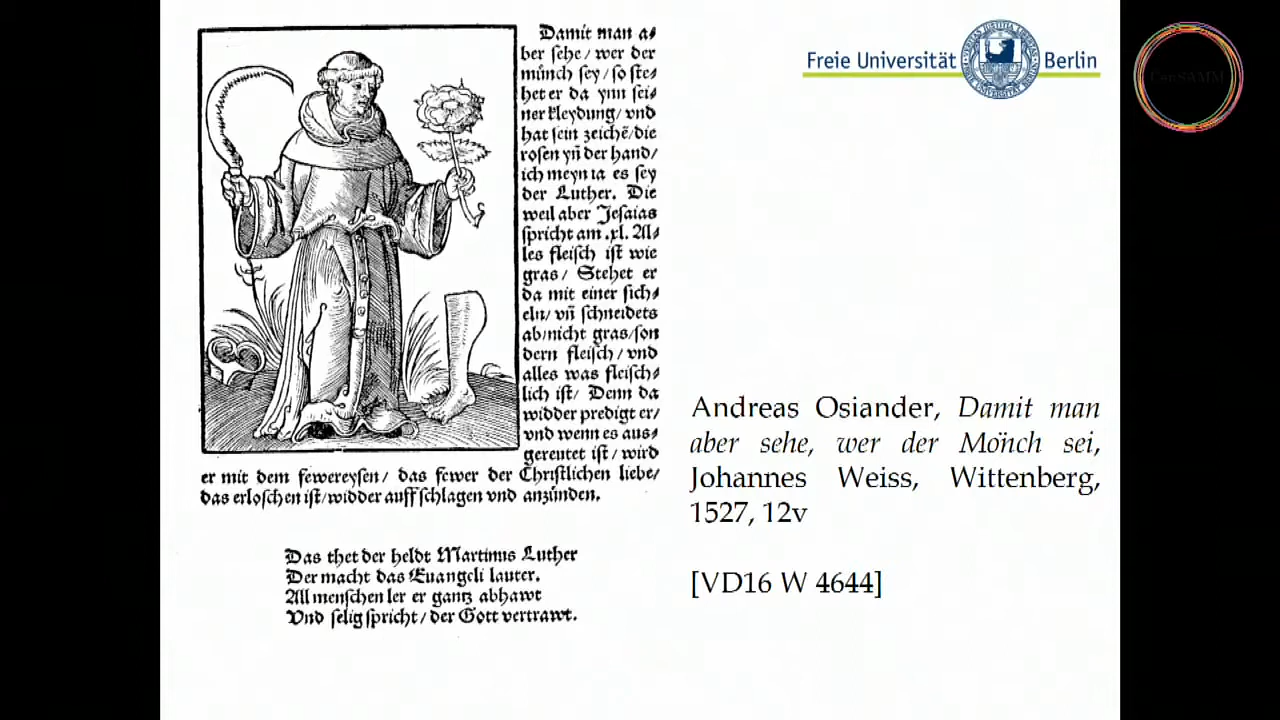 Damit man a⸗
ber sehe/ wer der
münch sey/ so ste⸗
het er da ynn sei⸗
ner kleydung/ vnd
hat sein zeichẽ/ die
rosen yñ der hand/
ich meyn ia es sey
der Luther. Die
weil aber Jesaias
spricht am .xl. Al⸗
les fleisch ist wie
gras/ Stehet er
da mit einer sich⸗
eln/ vñ schneidets
ab/ nicht gras/ son
dern fleisch/ vnd
alles was fleisch⸗
lich ist/ Denn da
widder predigt er/
vnd wenn es aus⸗
gereutet ist/ wird
er mit dem fewereysen/ das fewer der Christlichen liebe/
das erloschen ist/ widder auff schlagen vnd anzünden.
Das thet der heldt Martinus Luther
Der macht das Euangeli lauter.
All menschen ler er gantz abhawt
Vnd selig spricht/ der Gott vertrawt.
Freie Universität Berlin
CenSAMM
Andreas Osiander, Damit man
aber sehe, wer der Mönch sei,
Johannes Weiss, Wittenberg,
1527, 12v
[VD16 W 4644]